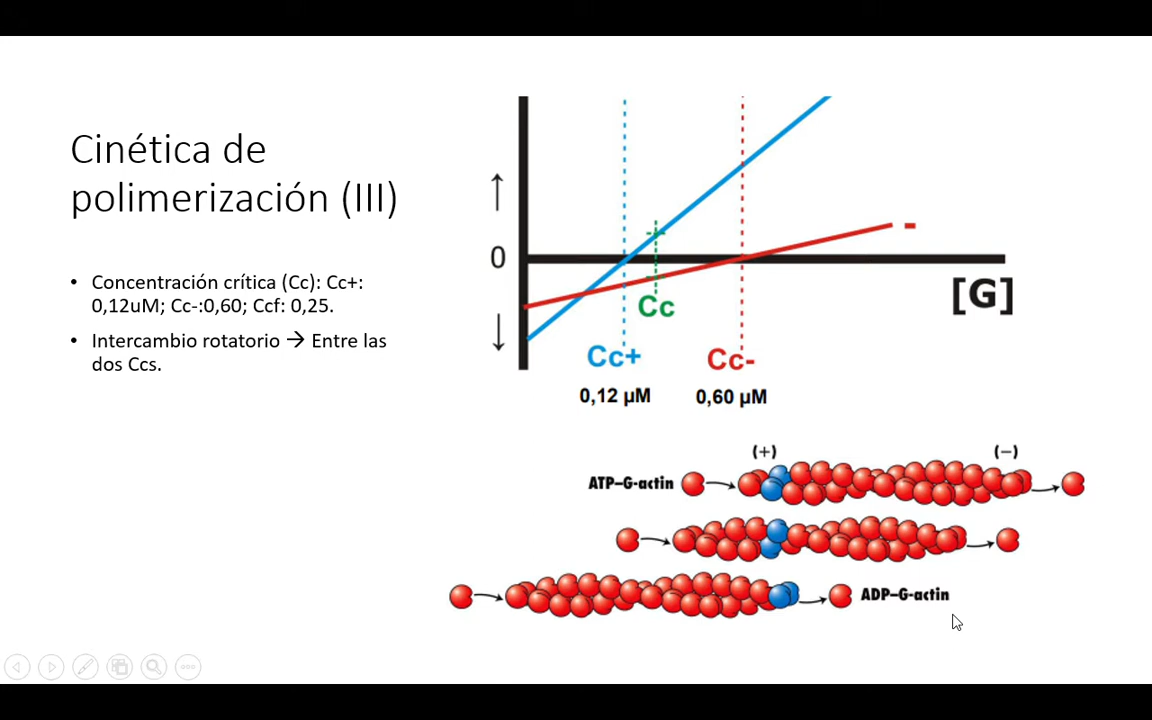 Cinética de
polimerización (III)
• Concentración crítica (Cc): Cc+:
0,12uM; Cc-:0,60; Ccf: 0,25.
• Intercambio rotatorio → Entre las
dos Ccs.
↑
0
↓
-
[G]
Cc
Cc+
Cc-
0,12 µM
0,60 µM
(+)
(−)
ATP–G-actin
ADP–G-actin